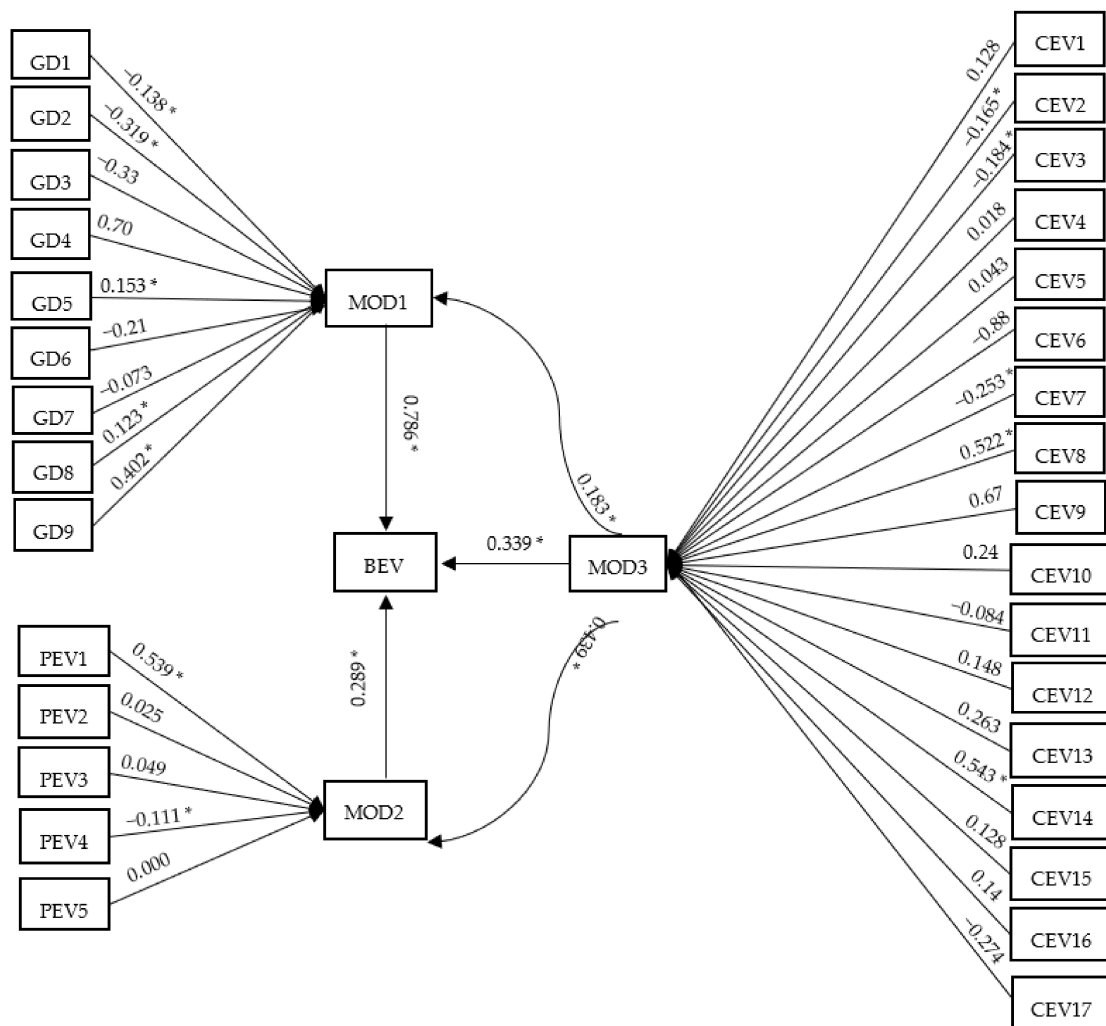 GD1
−0.138 *
GD2
−0.319 *
GD3
−0.33
GD4
0.70
GD5
0.153 *
GD6
−0.21
GD7
−0.073
GD8
0.123 *
GD9
0.402 *
MOD1
0.786 *
0.183 *
BEV
0.339 *
MOD3
0.439 *
0.289 *
MOD2
PEV1
0.539 *
PEV2
0.025
PEV3
0.049
PEV4
−0.111 *
PEV5
0.000
CEV1
0.128
CEV2
−0.165 *
CEV3
−0.184 *
CEV4
0.018
CEV5
0.043
CEV6
−0.88
CEV7
−0.253 *
CEV8
0.522 *
CEV9
0.67
CEV10
0.24
CEV11
−0.084
CEV12
0.148
CEV13
0.263
CEV14
0.543 *
CEV15
0.128
CEV16
0.14
CEV17
−0.274